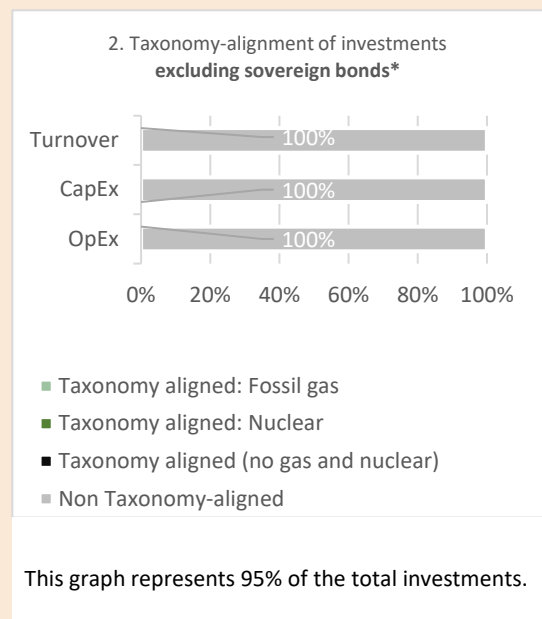 2. Taxonomy-alignment of investments
excluding sovereign bonds*
Turnover 100%
CapEx 100%
OpEx 100%
0% 20% 40% 60% 80% 100%
Taxonomy aligned: Fossil gas
Taxonomy aligned: Nuclear
Taxonomy aligned (no gas and nuclear)
Non Taxonomy-aligned
This graph represents 95% of the total investments.